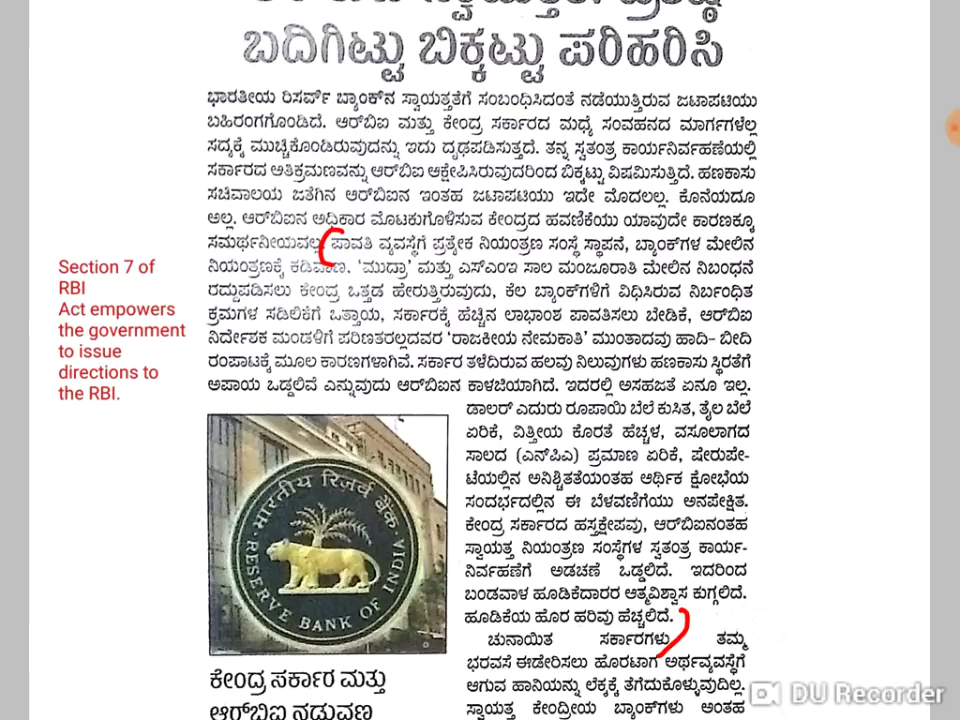 ಬದಿಗಿಟ್ಟು ಬಿಕ್ಕಟ್ಟು ಪರಿಹರಿಸಿ
ಭಾರತೀಯ ರಿಸರ್ವ್ ಬ್ಯಾಂಕ್‌ನ ಸ್ವಾಯತ್ತತೆಗೆ ಸಂಬಂಧಿಸಿದಂತೆ ನಡೆಯುತ್ತಿರುವ ಜಟಾಪಟಿಯು
ಬಹಿರಂಗಗೊಂಡಿದೆ. ಆರ್‌ಬಿಐ ಮತ್ತು ಕೇಂದ್ರ ಸರ್ಕಾರದ ಮಧ್ಯೆ ಸಂವಹನದ ಮಾರ್ಗಗಳೆಲ್ಲ
ಸದ್ಯಕ್ಕೆ ಮುಚ್ಚಿಕೊಂಡಿರುವುದನ್ನು ಇದು ದೃಢಪಡಿಸುತ್ತದೆ. ತನ್ನ ಸ್ವತಂತ್ರ ಕಾರ್ಯನಿರ್ವಹಣೆಯಲ್ಲಿ
ಸರ್ಕಾರದ ಅತಿಕ್ರಮಣವನ್ನು ಆರ್‌ಬಿಐ ಆಕ್ಷೇಪಿಸಿರುವುದರಿಂದ ಬಿಕ್ಕಟ್ಟು ವಿಷಮಿಸುತ್ತಿದೆ. ಹಣಕಾಸು
ಸಚಿವಾಲಯ ಜತೆಗಿನ ಆರ್‌ಬಿಐನ ಇಂತಹ ಜಟಾಪಟಿಯು ಇದೇ ಮೊದಲಲ್ಲ. ಕೊನೆಯದೂ
ಅಲ್ಲ. ಆರ್‌ಬಿಐನ ಅಧಿಕಾರ ಮೊಟಕುಗೊಳಿಸುವ ಕೇಂದ್ರದ ಹವಣಿಕೆಯು ಯಾವುದೇ ಕಾರಣಕ್ಕೂ
ಸಮರ್ಥನೀಯವಲ್ಲ. ಪಾವತಿ ವ್ಯವಸ್ಥೆಗೆ ಪ್ರತ್ಯೇಕ ನಿಯಂತ್ರಣ ಸಂಸ್ಥೆ ಸ್ಥಾಪನೆ, ಬ್ಯಾಂಕ್‌ಗಳ ಮೇಲಿನ
ನಿಯಂತ್ರಣಕ್ಕೆ ಕಡಿವಾಣ, ‘ಮುದ್ರಾ’ ಮತ್ತು ಎಸ್‌ಎಂಇ ಸಾಲ ಮಂಜೂರಾತಿ ಮೇಲಿನ ನಿಬಂಧನೆ
ರದ್ದುಪಡಿಸಲು ಕೇಂದ್ರ ಒತ್ತಡ ಹೇರುತ್ತಿರುವುದು, ಕೆಲ ಬ್ಯಾಂಕ್‌ಗಳಿಗೆ ವಿಧಿಸಿರುವ ನಿರ್ಬಂಧಿತ
ಕ್ರಮಗಳ ಸಡಿಲಿಕೆಗೆ ಒತ್ತಾಯ, ಸರ್ಕಾರಕ್ಕೆ ಹೆಚ್ಚಿನ ಲಾಭಾಂಶ ಪಾವತಿಸಲು ಬೇಡಿಕೆ, ಆರ್‌ಬಿಐ
ನಿರ್ದೇಶಕ ಮಂಡಳಿಗೆ ಪರಿಣತರಲ್ಲದವರ ‘ರಾಜಕೀಯ ನೇಮಕಾತಿ’ ಮುಂತಾದವು ಹಾದಿ– ಬೀದಿ
ರಂಪಾಟಕ್ಕೆ ಮೂಲ ಕಾರಣಗಳಾಗಿವೆ. ಸರ್ಕಾರ ತಳೆದಿರುವ ಹಲವು ನಿಲುವುಗಳು ಹಣಕಾಸು ಸ್ಥಿರತೆಗೆ
ಅಪಾಯ ಒಡ್ಡಲಿವೆ ಎನ್ನುವುದು ಆರ್‌ಬಿಐನ ಕಾಳಜಿಯಾಗಿದೆ. ಇದರಲ್ಲಿ ಅಸಹಜತೆ ಏನೂ ಇಲ್ಲ.
ಡಾಲರ್ ಎದುರು ರೂಪಾಯಿ ಬೆಲೆ ಕುಸಿತ, ತೈಲ ಬೆಲೆ
ಏರಿಕೆ, ವಿತ್ತೀಯ ಕೊರತೆ ಹೆಚ್ಚಳ, ವಸೂಲಾಗದ
ಸಾಲದ (ಎನ್‌ಪಿಎ) ಪ್ರಮಾಣ ಏರಿಕೆ, ಷೇರುಪೇ-
ಟೆಯಲ್ಲಿನ ಅನಿಶ್ಚಿತತೆಯಂತಹ ಆರ್ಥಿಕ ಕ್ಷೋಭೆಯ
ಸಂದರ್ಭದಲ್ಲಿನ ಈ ಬೆಳವಣಿಗೆಯು ಅನಪೇಕ್ಷಿತ.
ಕೇಂದ್ರ ಸರ್ಕಾರದ ಹಸ್ತಕ್ಷೇಪವು, ಆರ್‌ಬಿಐನಂತಹ
ಸ್ವಾಯತ್ತ ನಿಯಂತ್ರಣ ಸಂಸ್ಥೆಗಳ ಸ್ವತಂತ್ರ ಕಾರ್ಯ-
ನಿರ್ವಹಣೆಗೆ ಅಡಚಣೆ ಒಡ್ಡಲಿದೆ. ಇದರಿಂದ
ಬಂಡವಾಳ ಹೂಡಿಕೆದಾರರ ಆತ್ಮವಿಶ್ವಾಸ ಕುಗ್ಗಲಿದೆ.
ಹೂಡಿಕೆಯ ಹೊರ ಹರಿವು ಹೆಚ್ಚಲಿದೆ.
ಚುನಾಯಿತ ಸರ್ಕಾರಗಳು ತಮ್ಮ
ಭರವಸೆ ಈಡೇರಿಸಲು ಹೊರಟಾಗ ಅರ್ಥವ್ಯವಸ್ಥೆಗೆ
ಆಗುವ ಹಾನಿಯನ್ನು ಲೆಕ್ಕಕ್ಕೆ ತೆಗೆದುಕೊಳ್ಳುವುದಿಲ್ಲ.
ಸ್ವಾಯತ್ತ ಕೇಂದ್ರೀಯ ಬ್ಯಾಂಕ್‌ಗಳು ಅಂತಹ
Section 7 of
RBI
Act empowers
the government
to issue
directions to
the RBI.
भारतीय रिज़र्व बैंक
RESERVE BANK OF INDIA
ಕೇಂದ್ರ ಸರ್ಕಾರ ಮತ್ತು
ಆರ್‌ಬಿಐ ನಡುವಣ
DU Recorder